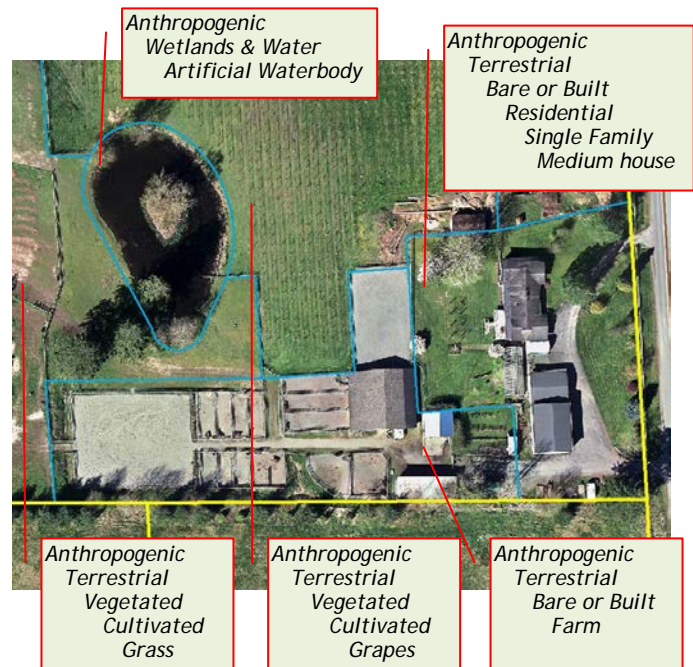 Anthropogenic
Wetlands & Water
Artificial Waterbody
Anthropogenic
Terrestrial
Bare or Built
Residential
Single Family
Medium house
Anthropogenic
Terrestrial
Vegetated
Cultivated
Grass
Anthropogenic
Terrestrial
Vegetated
Cultivated
Grapes
Anthropogenic
Terrestrial
Bare or Built
Farm